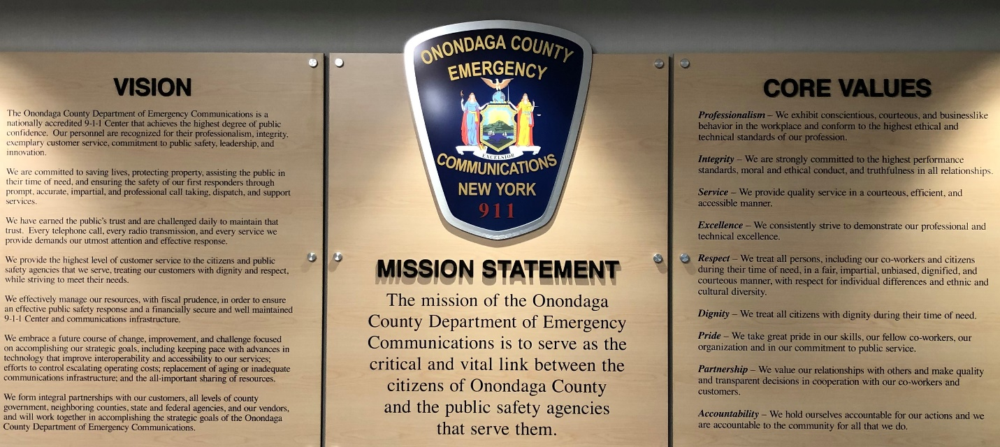 VISION
The Onondaga County Department of Emergency Communications is a
nationally accredited 9-1-1 Center that achieves the highest degree of public
confidence. Our personnel are recognized for their professionalism, integrity,
exemplary customer service, commitment to public safety, leadership, and
innovation.
We are committed to saving lives, protecting property, assisting the public in
their time of need, and ensuring the safety of our first responders through
prompt, accurate, impartial, and professional call taking, dispatch, and support
services.
We have earned the public's trust and are challenged daily to maintain that
trust. Every telephone call, every radio transmission, and every service we
provide demands our utmost attention and effective response.
We provide the highest level of customer service to the citizens and public
safety agencies that we serve, treating our customers with dignity and respect,
while striving to meet their needs.
We effectively manage our resources, with fiscal prudence, in order to ensure
an effective public safety response and a financially secure and well maintained
9-1-1 Center and communications infrastructure.
We embrace a future course of change, improvement, and challenge focused
on accomplishing our strategic goals, including keeping pace with advances in
technology that improve interoperability and accessibility to our services;
efforts to control escalating operating costs; replacement of aging or inadequate
communications infrastructure; and the all-important sharing of resources.
We form integral partnerships with our customers, all levels of county
government, neighboring counties, state and federal agencies, and our vendors,
and will work together in accomplishing the strategic goals of the Onondaga
County Department of Emergency Communications.
ONONDAGA COUNTY
EMERGENCY
EXCELSIOR
COMMUNICATIONS
NEW YORK
911
MISSION STATEMENT
The mission of the Onondaga
County Department of Emergency
Communications is to serve as the
critical and vital link between the
citizens of Onondaga County
and the public safety agencies
that serve them.
CORE VALUES
Professionalism – We exhibit conscientious, courteous, and businesslike
behavior in the workplace and conform to the highest ethical and
technical standards of our profession.
Integrity – We are strongly committed to the highest performance
standards, moral and ethical conduct, and truthfulness in all relationships.
Service – We provide quality service in a courteous, efficient, and
accessible manner.
Excellence – We consistently strive to demonstrate our professional and
technical excellence.
Respect – We treat all persons, including our co-workers and citizens
during their time of need, in a fair, impartial, unbiased, dignified, and
courteous manner, with respect for individual differences and ethnic and
cultural diversity.
Dignity – We treat all citizens with dignity during their time of need.
Pride – We take great pride in our skills, our fellow co-workers, our
organization and in our commitment to public service.
Partnership – We value our relationships with others and make quality
and transparent decisions in cooperation with our co-workers and
customers.
Accountability – We hold ourselves accountable for our actions and we
are accountable to the community for all that we do.